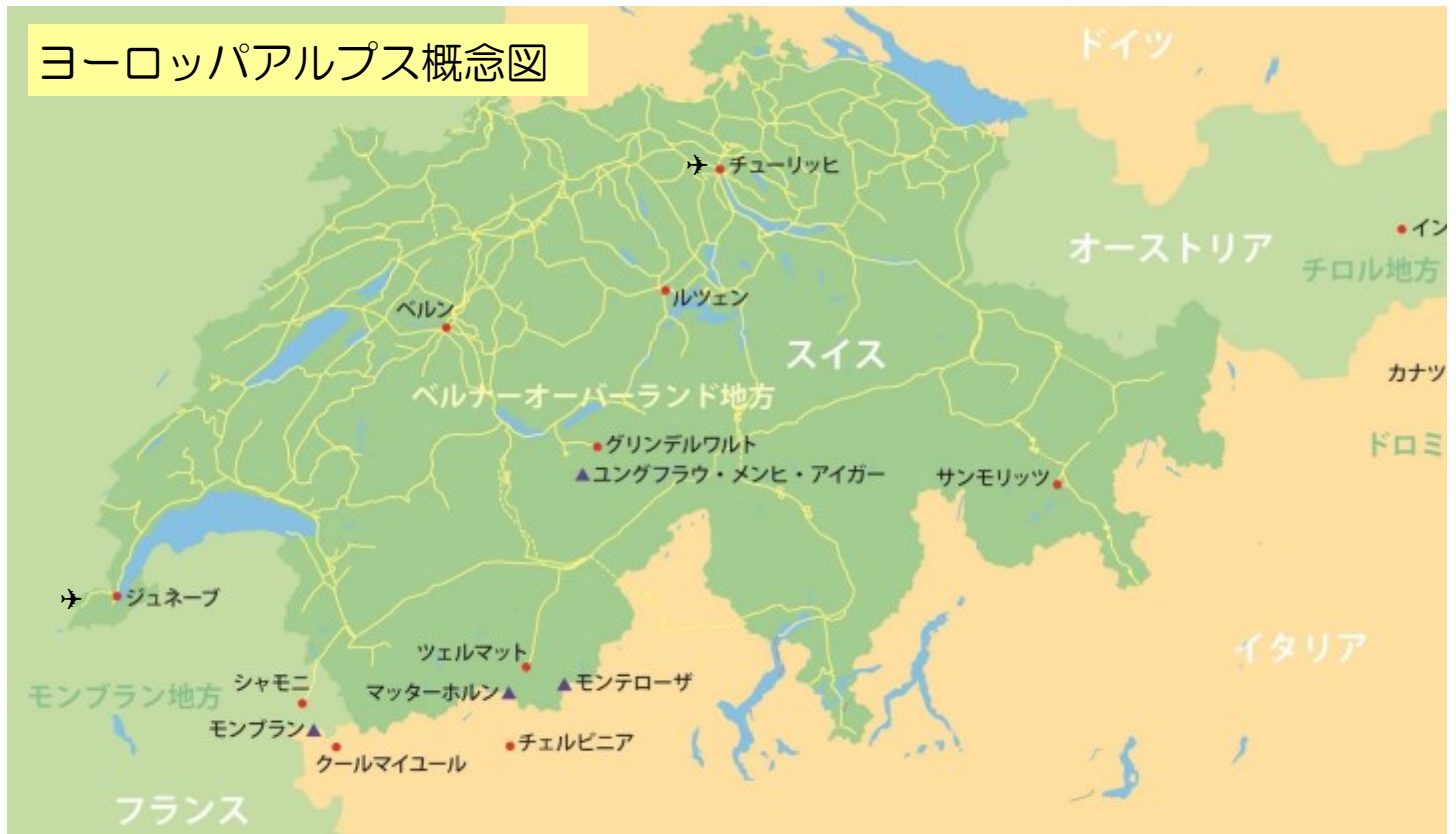 ヨーロッパアルプス概念図
ドイツ
チューリッヒ
オーストリア
イン
チロル地方
ルツェン
ベルン
スイス
カナツ
ベルナーオーバーランド地方
グリンデルワルト
ドロミ
ユングフラウ・メンヒ・アイガー
サンモリッツ
ジュネーブ
イタリア
ツェルマット
シャモニ
マッターホルン
モンテローザ
モンブラン地方
モンブラン
チェルビニア
クールマイユール
フランス